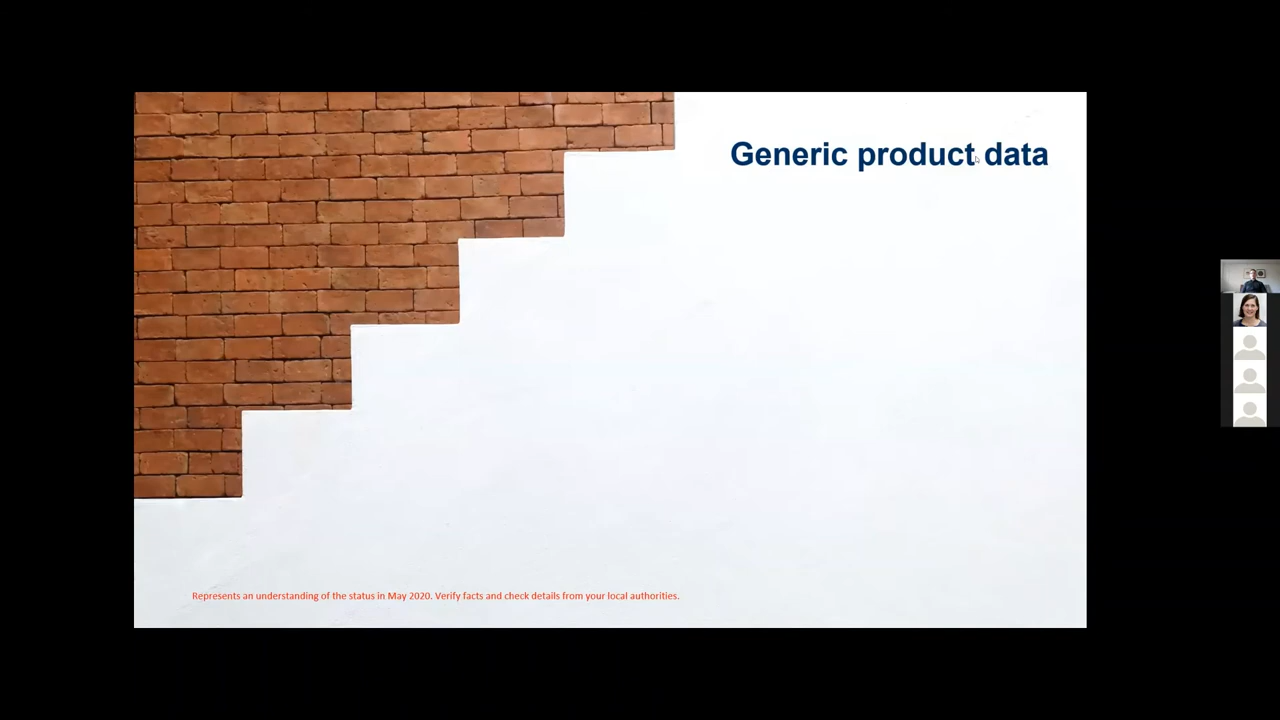 Generic product data
Represents an understanding of the status in May 2020. Verify facts and check details from your local authorities.